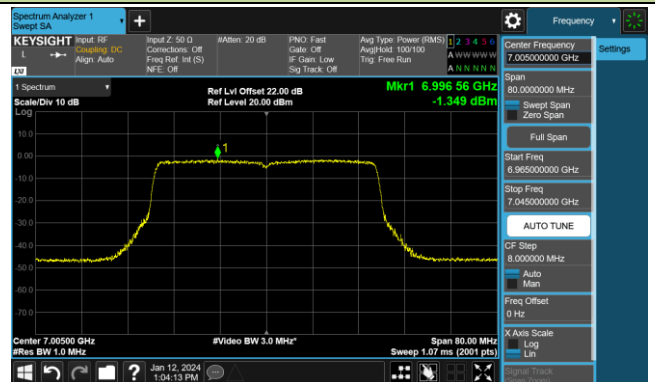 Spectrum Analyzer 1
Swept SA
+
Frequency
KEYSIGHT
L
LXI
Input: RF
Coupling: DC
Align: Auto
Input Z: 50 Ω
Corrections: Off
Freq Ref: Int (S)
NFE: Off
#Atten: 20 dB
PNO: Fast
Gate: Off
IF Gain: Low
Sig Track: Off
Avg Type: Power (RMS)
Avg|Hold: 100/100
Trig: Free Run
1 2 3 4 5 6
A W W W W W
A N N N N N
1 Spectrum
Scale/Div 10 dB
Log
Ref Lvl Offset 22.00 dB
Ref Level 20.00 dBm
Mkr1 6.996 56 GHz
-1.349 dBm
10.0
0.00
-10.0
-20.0
-30.0
-40.0
-50.0
-60.0
-70.0
1
Center 7.00500 GHz
#Res BW 1.0 MHz
#Video BW 3.0 MHz*
Span 80.00 MHz
Sweep 1.07 ms (2001 pts)
Center Frequency
7.005000000 GHz
Span
80.0000000 MHz
Swept Span
Zero Span
Full Span
Start Freq
6.965000000 GHz
Stop Freq
7.045000000 GHz
AUTO TUNE
CF Step
8.000000 MHz
Auto
Man
Freq Offset
0 Hz
X Axis Scale
Log
Lin
Signal Track
(Span Zoom)
Settings
?
Jan 12, 2024
1:04:13 PM